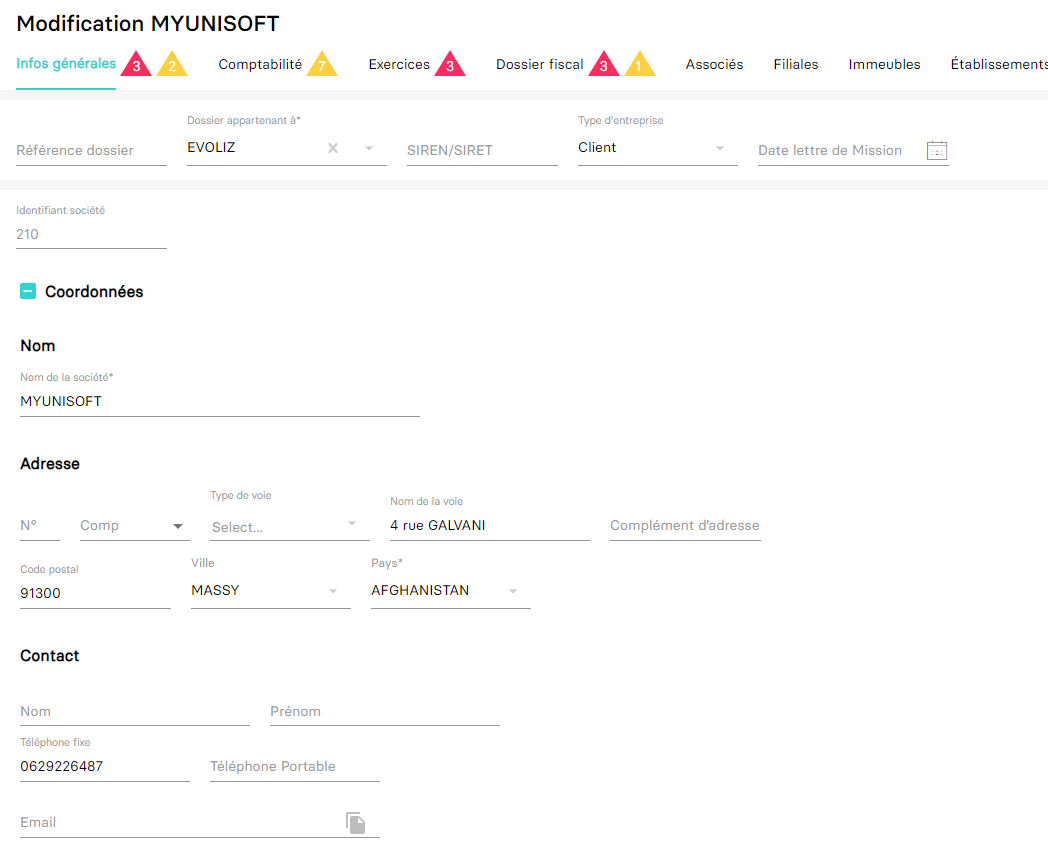 Modification MYUNISOFT
Infos générales 3 2 Comptabilité 7 Exercices 3 Dossier fiscal 3 1 Associés Filiales Immeubles Établissements
Dossier appartenant à* Type d'entreprise
Référence dossier EVOLIZ SIREN/SIRET Client Date lettre de Mission
Identifiant société
210
Coordonnées
Nom
Nom de la société*
MYUNISOFT
Adresse
Type de voie Nom de la voie
N° Comp Select... 4 rue GALVANI Complément d'adresse
Code postal Ville Pays*
91300 MASSY AFGHANISTAN
Contact
Nom Prénom
Téléphone fixe
0629226487 Téléphone Portable
Email